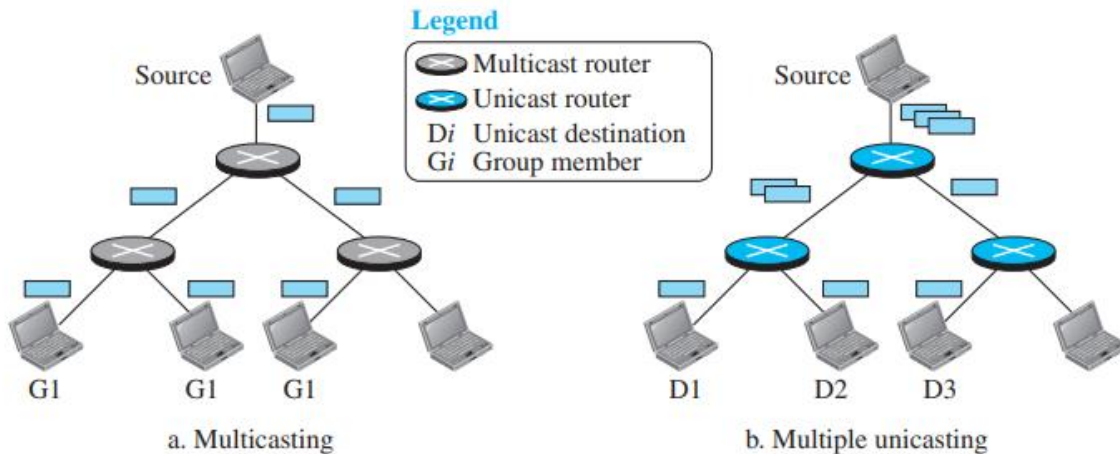 Legend
Source
Multicast router
Unicast router
Di Unicast destination
Gi Group member
Source
G1 G1 G1
D1 D2 D3
a. Multicasting
b. Multiple unicasting